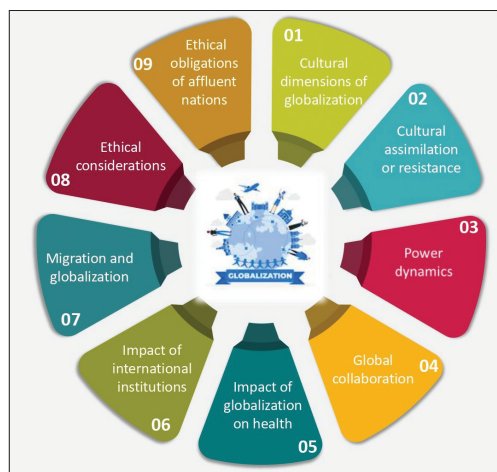 01
Cultural
dimensions of
globalization
02
Cultural
assimilation
or resistance
03
Power
dynamics
Global
collaboration
04
Impact of
globalization
on health
05
Impact of
international
institutions
06
Migration and
globalization
07
Ethical
considerations
08
09
Ethical
obligations
of affluent
nations
GLOBALIZATION